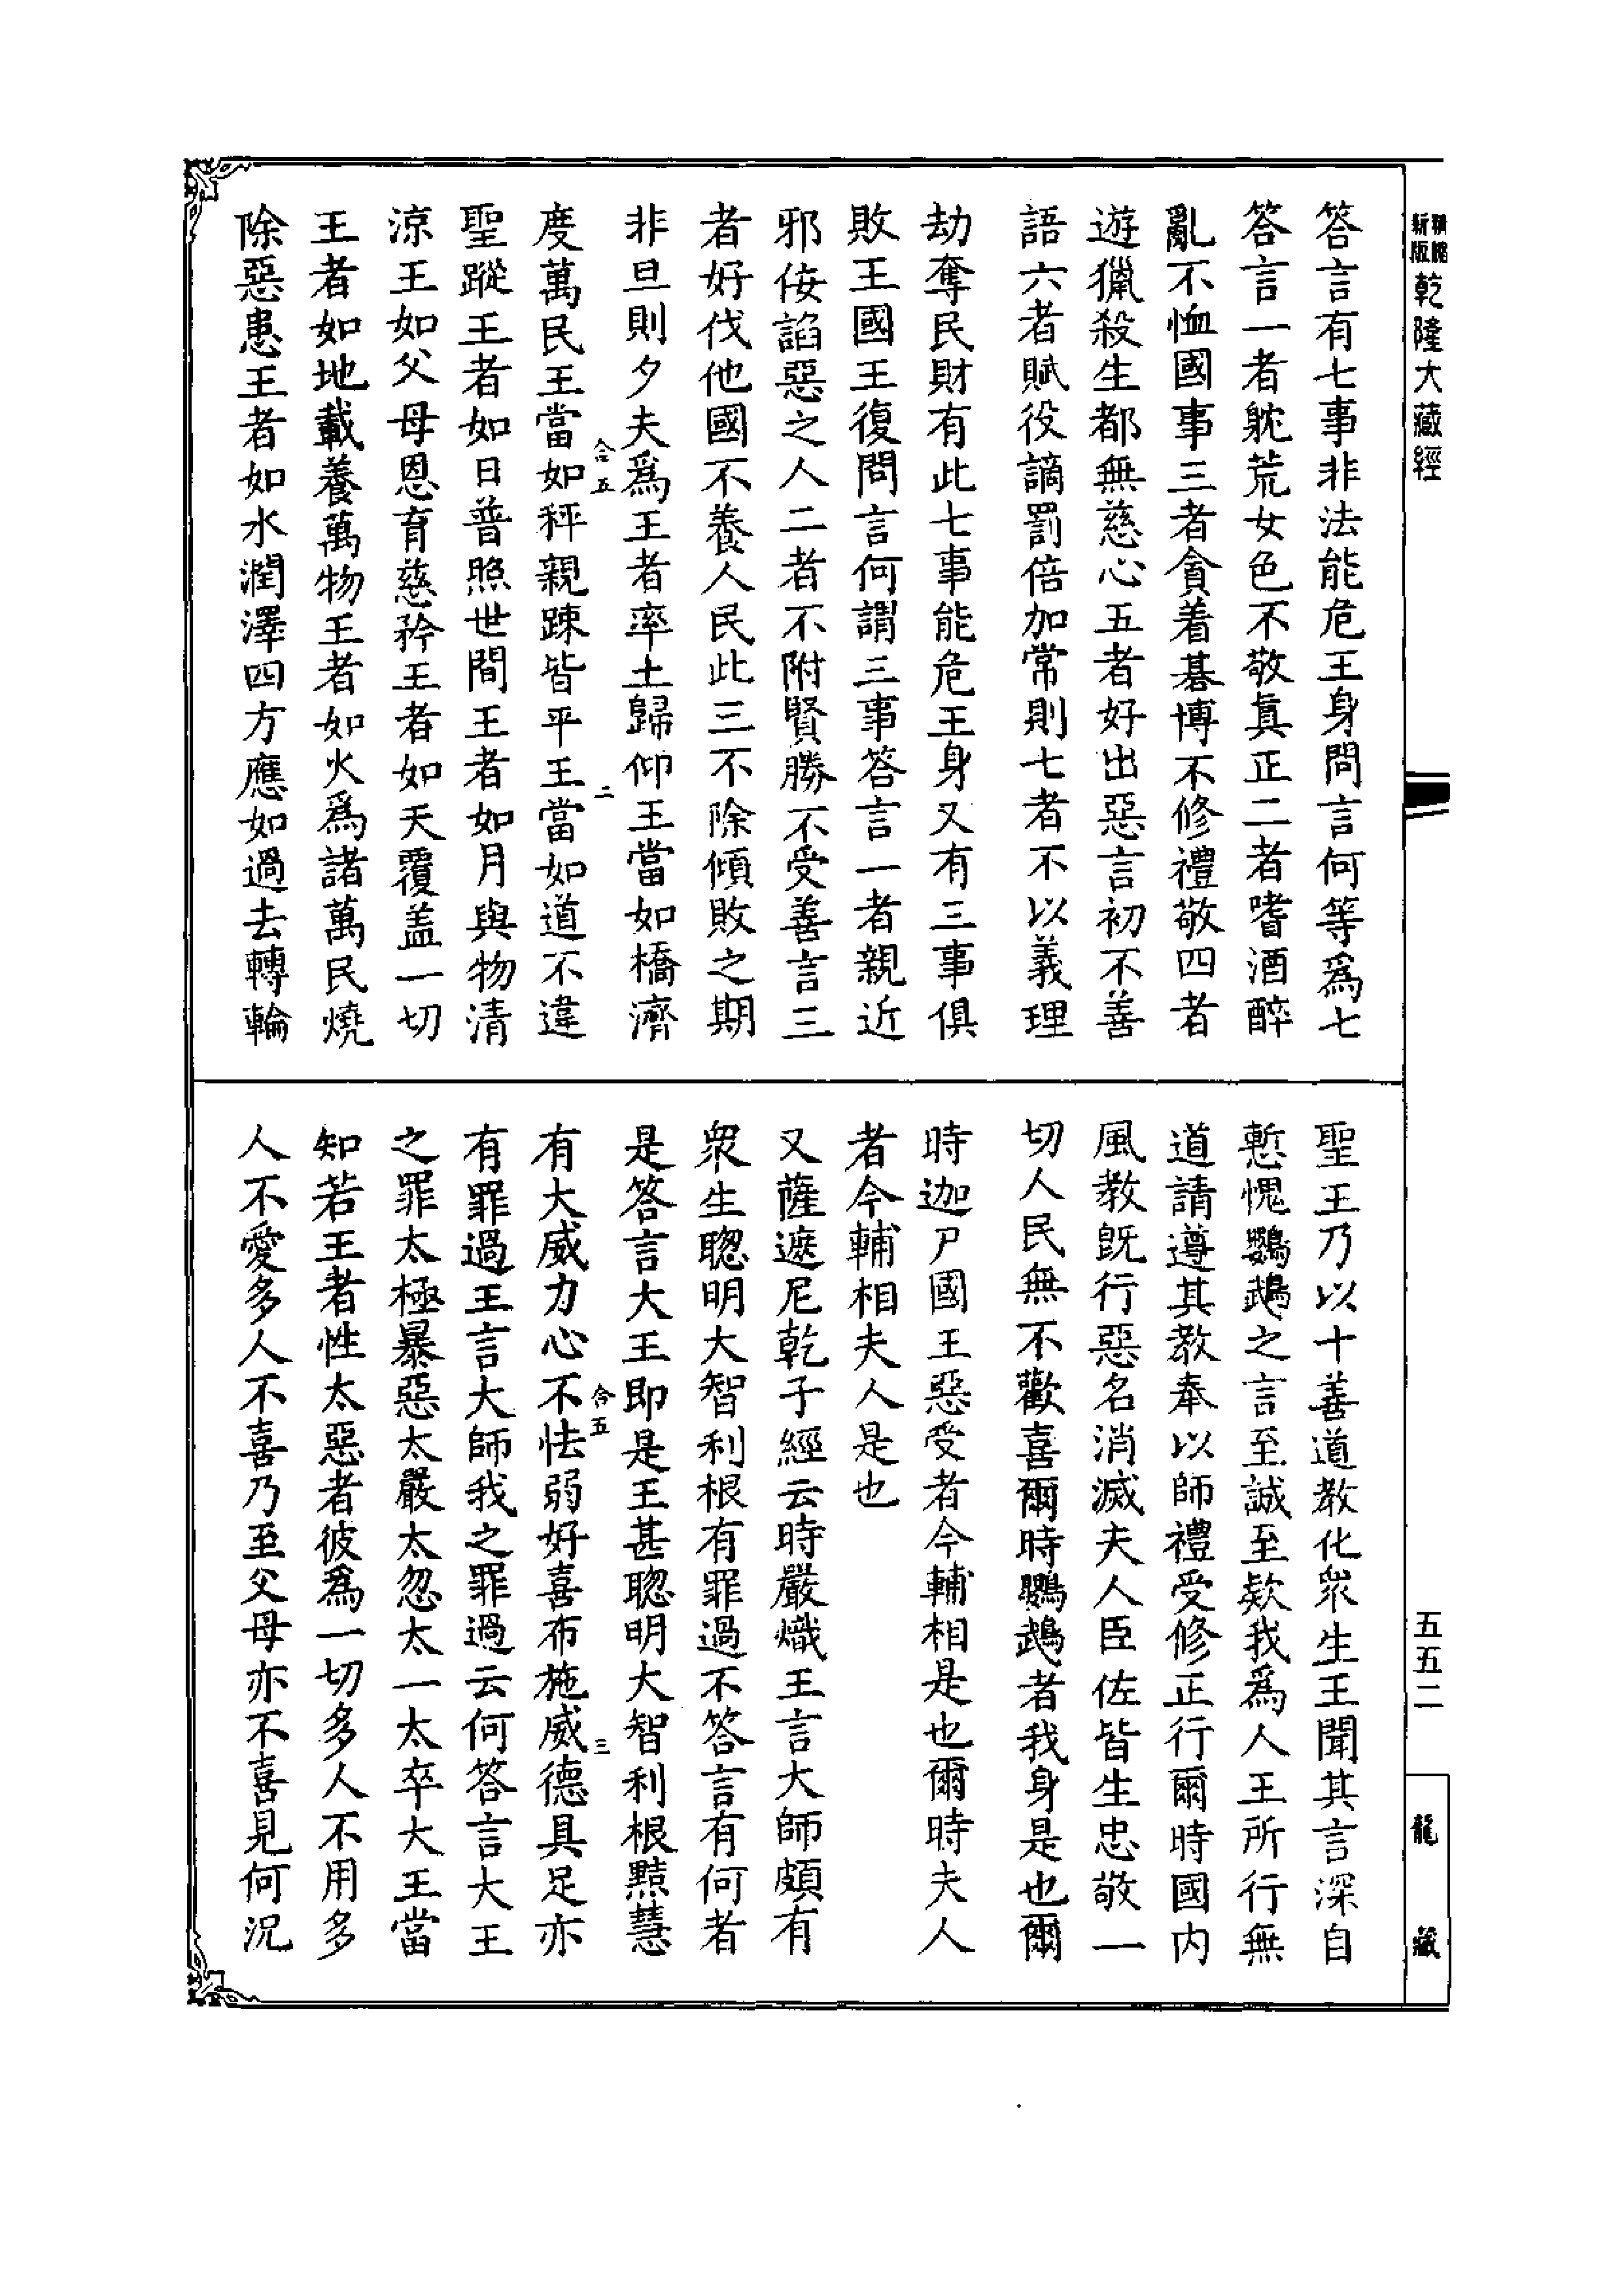 精縮
新版
乾隆大藏經
五五二
龍藏
答言有七事非法能危王身問言何等爲七
答言一者躭荒女色不敬眞正二者嗜酒醉
亂不恤國事三者貪着碁博不修禮敬四者
遊獵殺生都無慈心五者好出惡言初不善
語六者賦役謫罰倍加常則七者不以義理
劫奪民財有此七事能危王身又有三事俱
敗王國王復問言何謂三事答言一者親近
邪侫諂惡之人二者不附賢勝不受善言三
者好伐他國不養人民此三不除傾敗之期
非旦則夕夫爲王者率土歸仰王當如橋濟
合五
二
度萬民王當如秤親踈皆平王當如道不違
聖蹤王者如日普照世間王者如月與物清
涼王如父母恩育慈矜王者如天覆盖一切
王者如地載養萬物王者如火爲諸萬民燒
除惡患王者如水潤澤四方應如過去轉輪
聖王乃以十善道教化衆生王聞其言深自
慙愧鸚鵡之言至誠至欵我爲人王所行無
道請遵其教奉以師禮受修正行爾時國内
風教旣行惡名消滅夫人臣佐皆生忠敬一
切人民無不歡喜爾時鸚鵡者我身是也爾
時迦尸國王惡受者今輔相是也爾時夫人
者今輔相夫人是也
又薩遮尼乾子經云時嚴熾王言大師頗有
衆生聰明大智利根有罪過不答言有何者
是答言大王即是王甚聰明大智利根黠慧
合五
三
有大威力心不怯弱好喜布施威德具足亦
有罪過王言大師我之罪過云何答言大王
之罪太極暴惡太嚴太忽太一太卒大王當
知若王者性太惡者彼爲一切多人不用多
人不愛多人不喜乃至父母亦不喜見何況